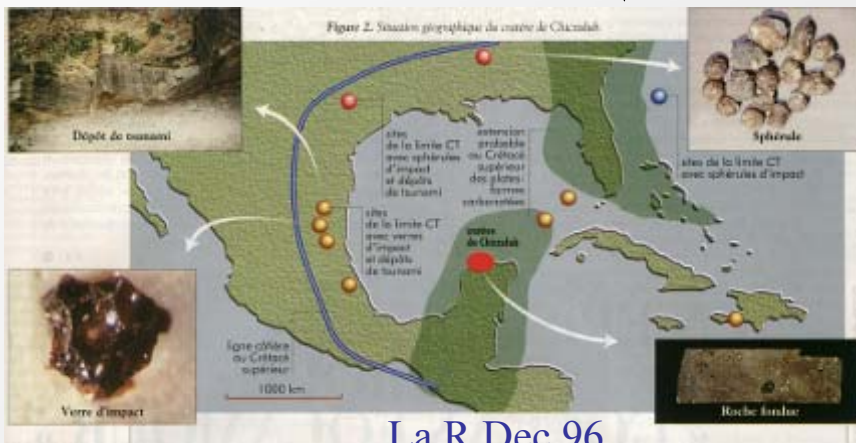 Figure 2. Situation géographique du cratère de Chicxulub.
Dépôt de tsunami
Sphérule
sites
de la limite CT
avec sphérules
d'impact
et dépôts
de tsunami
extension
probable
au Crétacé
supérieur
des plates-
formes
carbonatées
sites de la limite CT
avec sphérules d'impact
sites
de la limite CT
avec verres
d'impact
et dépôts
de tsunami
cratère
de Chicxulub
ligne côtière
au Crétacé
supérieur
1000 km
Verre d'impact
Roche fondue
La R Dec 96